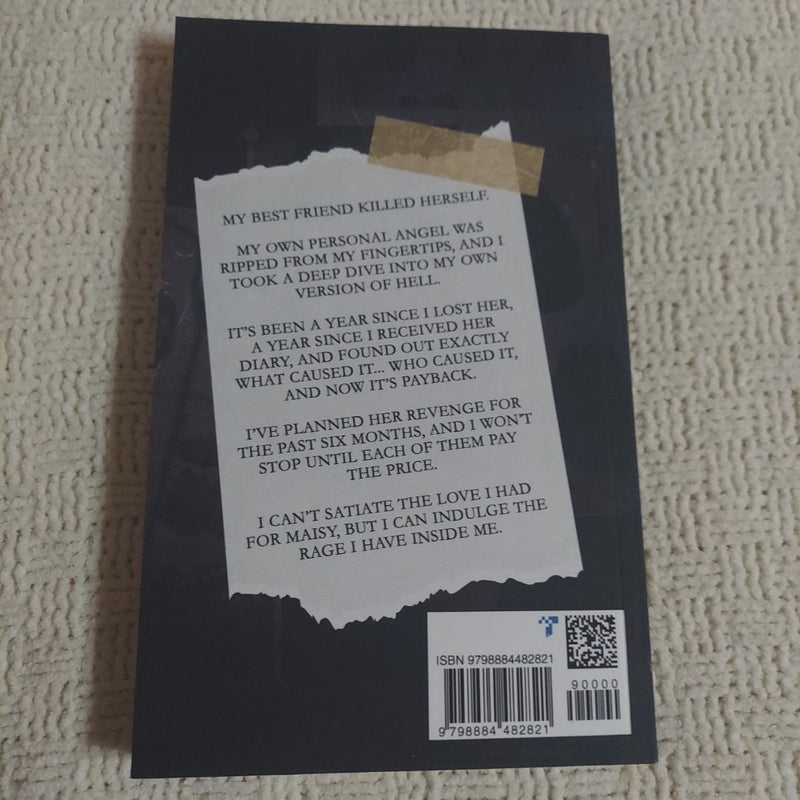 MY BEST FRIEND KILLED HERSELF.
MY OWN PERSONAL ANGEL WAS
RIPPED FROM MY FINGERTIPS, AND I
TOOK A DEEP DIVE INTO MY OWN
VERSION OF HELL.
IT'S BEEN A YEAR SINCE I LOST HER,
A YEAR SINCE I RECEIVED HER
DIARY, AND FOUND OUT EXACTLY
WHAT CAUSED IT... WHO CAUSED IT,
AND NOW IT'S PAYBACK.
I'VE PLANNED HER REVENGE FOR
THE PAST SIX MONTHS, AND I WON'T
STOP UNTIL EACH OF THEM PAY
THE PRICE.
I CAN'T SATIATE THE LOVE I HAD
FOR MAISY, BUT I CAN INDULGE THE
RAGE I HAVE INSIDE ME.
ISBN 9798884482821
90000
9 798884 482821